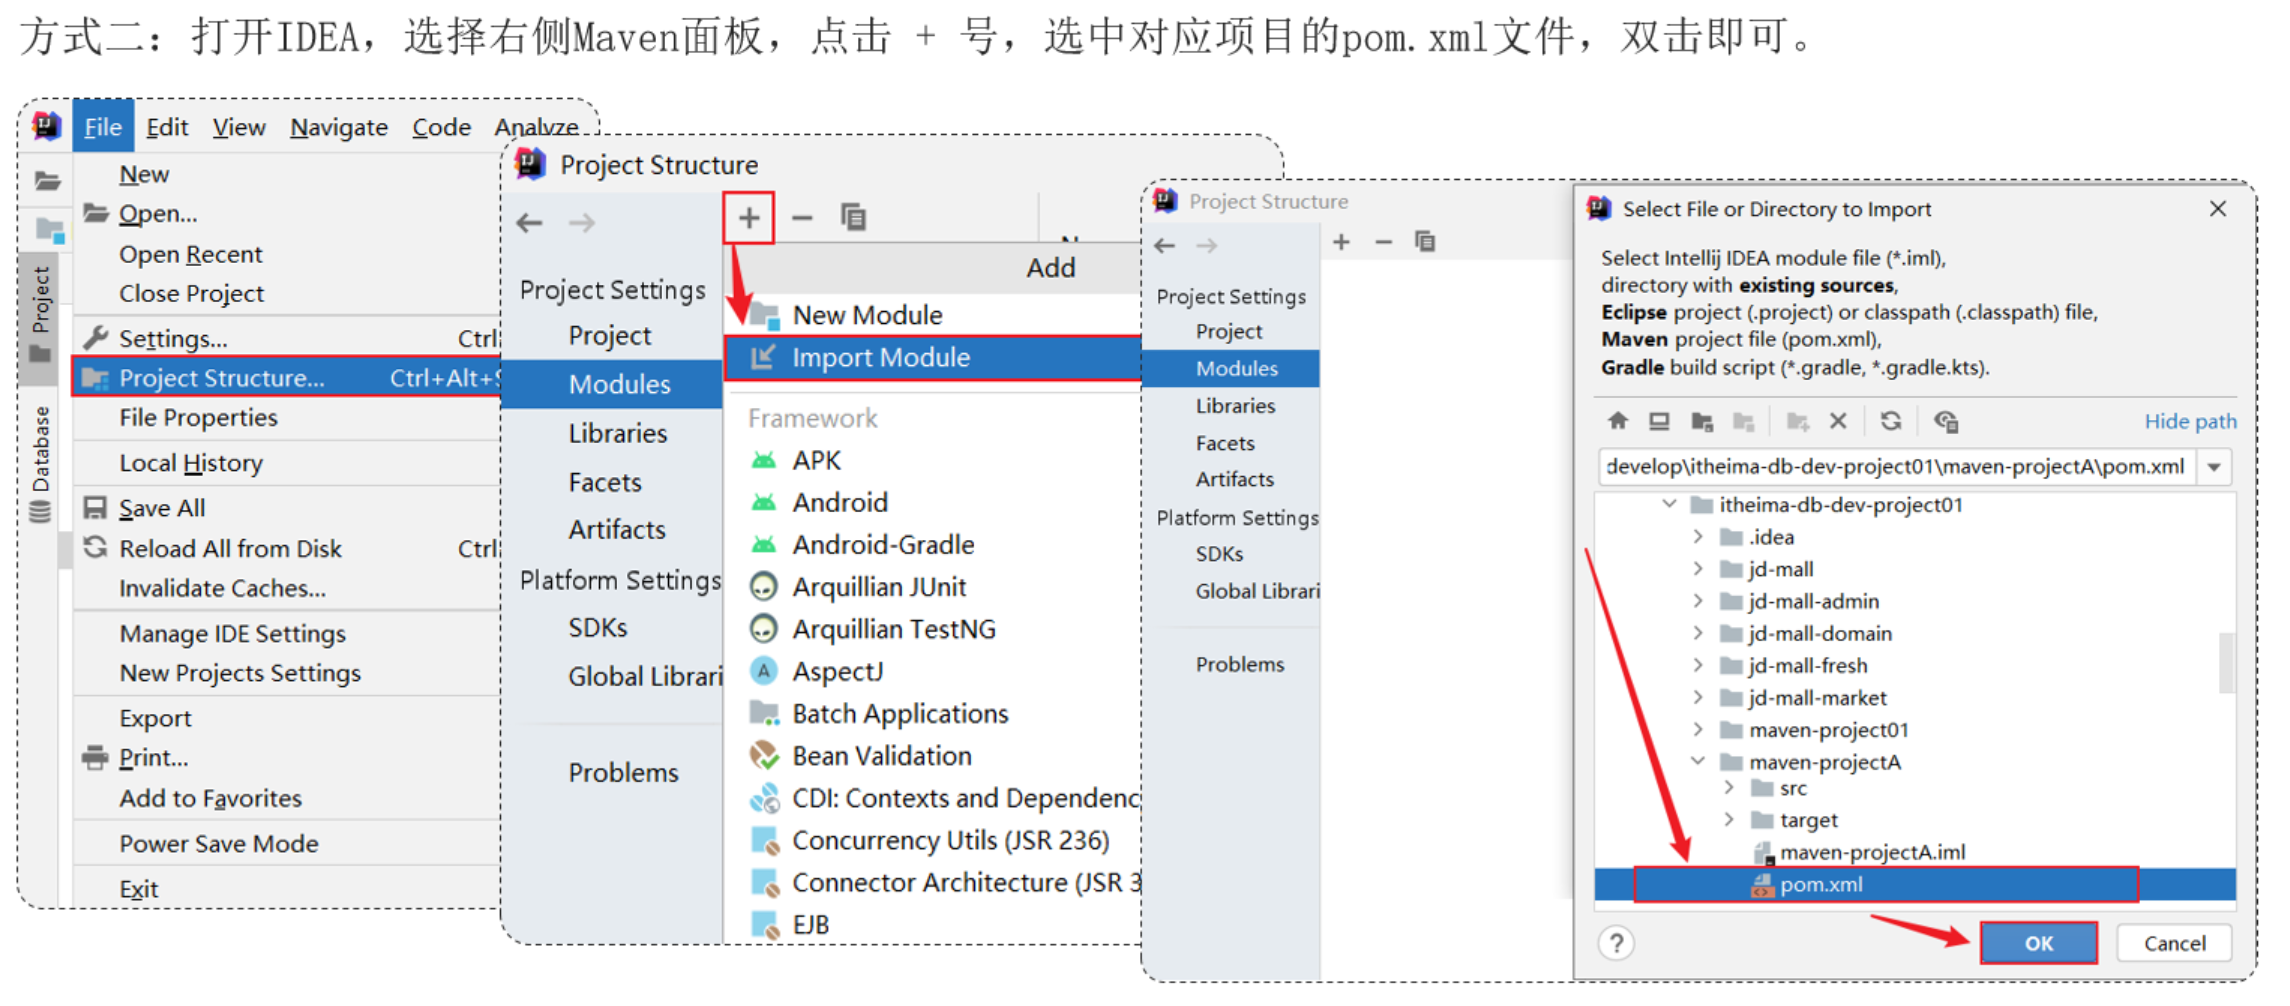 方式二：打开IDEA，选择右侧Maven面板，点击 + 号，选中对应项目的pom.xml文件，双击即可。
File Edit View Navigate Code Analyze
New
Open...
Open Recent
Close Project
Settings... Ctrl
Project Structure... Ctrl+Alt+S
File Properties
Local History
Save All
Reload All from Disk Ctrl
Invalidate Caches...
Manage IDE Settings
New Projects Settings
Export
Print...
Add to Favorites
Power Save Mode
Exit
Project
Database
Project Structure
Project Settings
Project
Modules
Libraries
Facets
Artifacts
Platform Settings
SDKs
Global Librari
Problems
Add
New Module
Import Module
Framework
APK
Android
Android-Gradle
Arquillian JUnit
Arquillian TestNG
AspectJ
Batch Applications
Bean Validation
CDI: Contexts and Dependenc
Concurrency Utils (JSR 236)
Connector Architecture (JSR 3
EJB
Project Structure
Project Settings
Project
Modules
Libraries
Facets
Artifacts
Platform Settings
SDKs
Global Librari
Problems
Select File or Directory to Import
Select Intellij IDEA module file (*.iml),
directory with existing sources,
Eclipse project (.project) or classpath (.classpath) file,
Maven project file (pom.xml),
Gradle build script (*.gradle, *.gradle.kts).
Hide path
develop\itheima-db-dev-project01\maven-projectA\pom.xml
itheima-db-dev-project01
.idea
jd-mall
jd-mall-admin
jd-mall-domain
jd-mall-fresh
jd-mall-market
maven-project01
maven-projectA
src
target
maven-projectA.iml
pom.xml
? OK Cancel